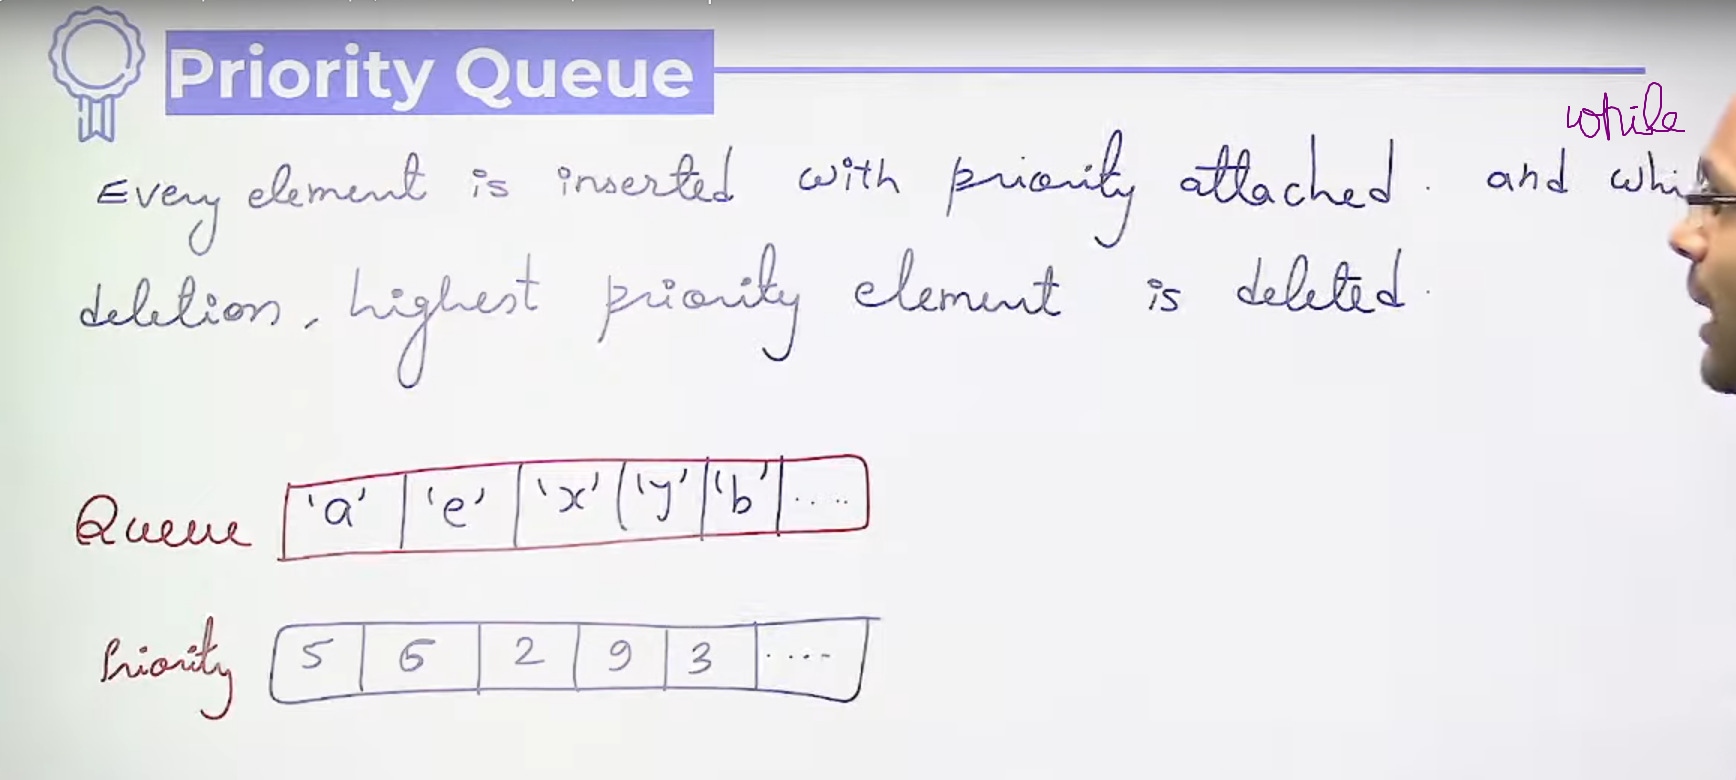 Priority Queue
while
Every element is inserted with priority attached. and whi
deletion, highest priority element is deleted.
Queue 'a' 'e' 'x' 'y' 'b' ....
Priority 5 6 2 9 3 ....